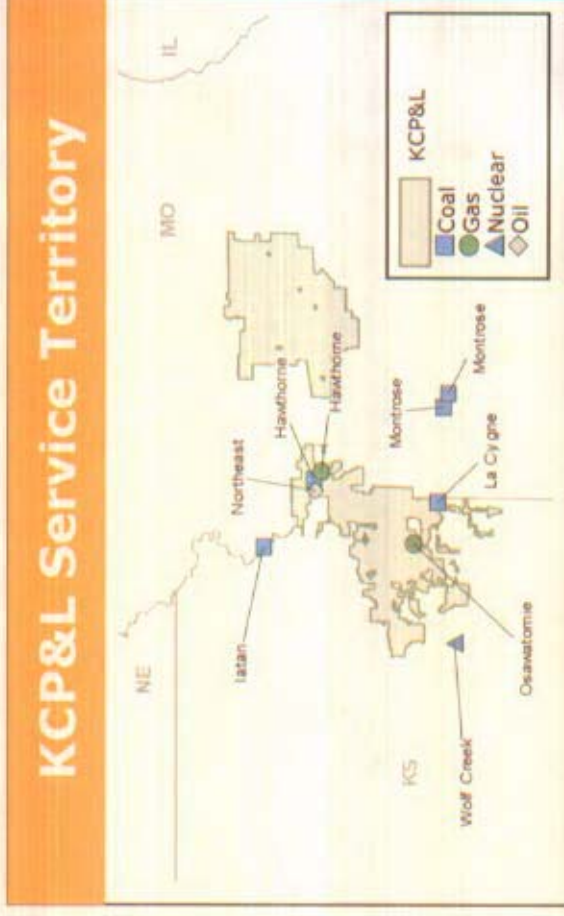 KCP&L Service Territory
NE
MO
IL
Iatan
Northeast
Hawthorne
Hawthorne
KS
Wolf Creek
Osawatomie
La Cygne
Montrose
Montrose
KCP&L
Coal
Gas
Nuclear
Oil